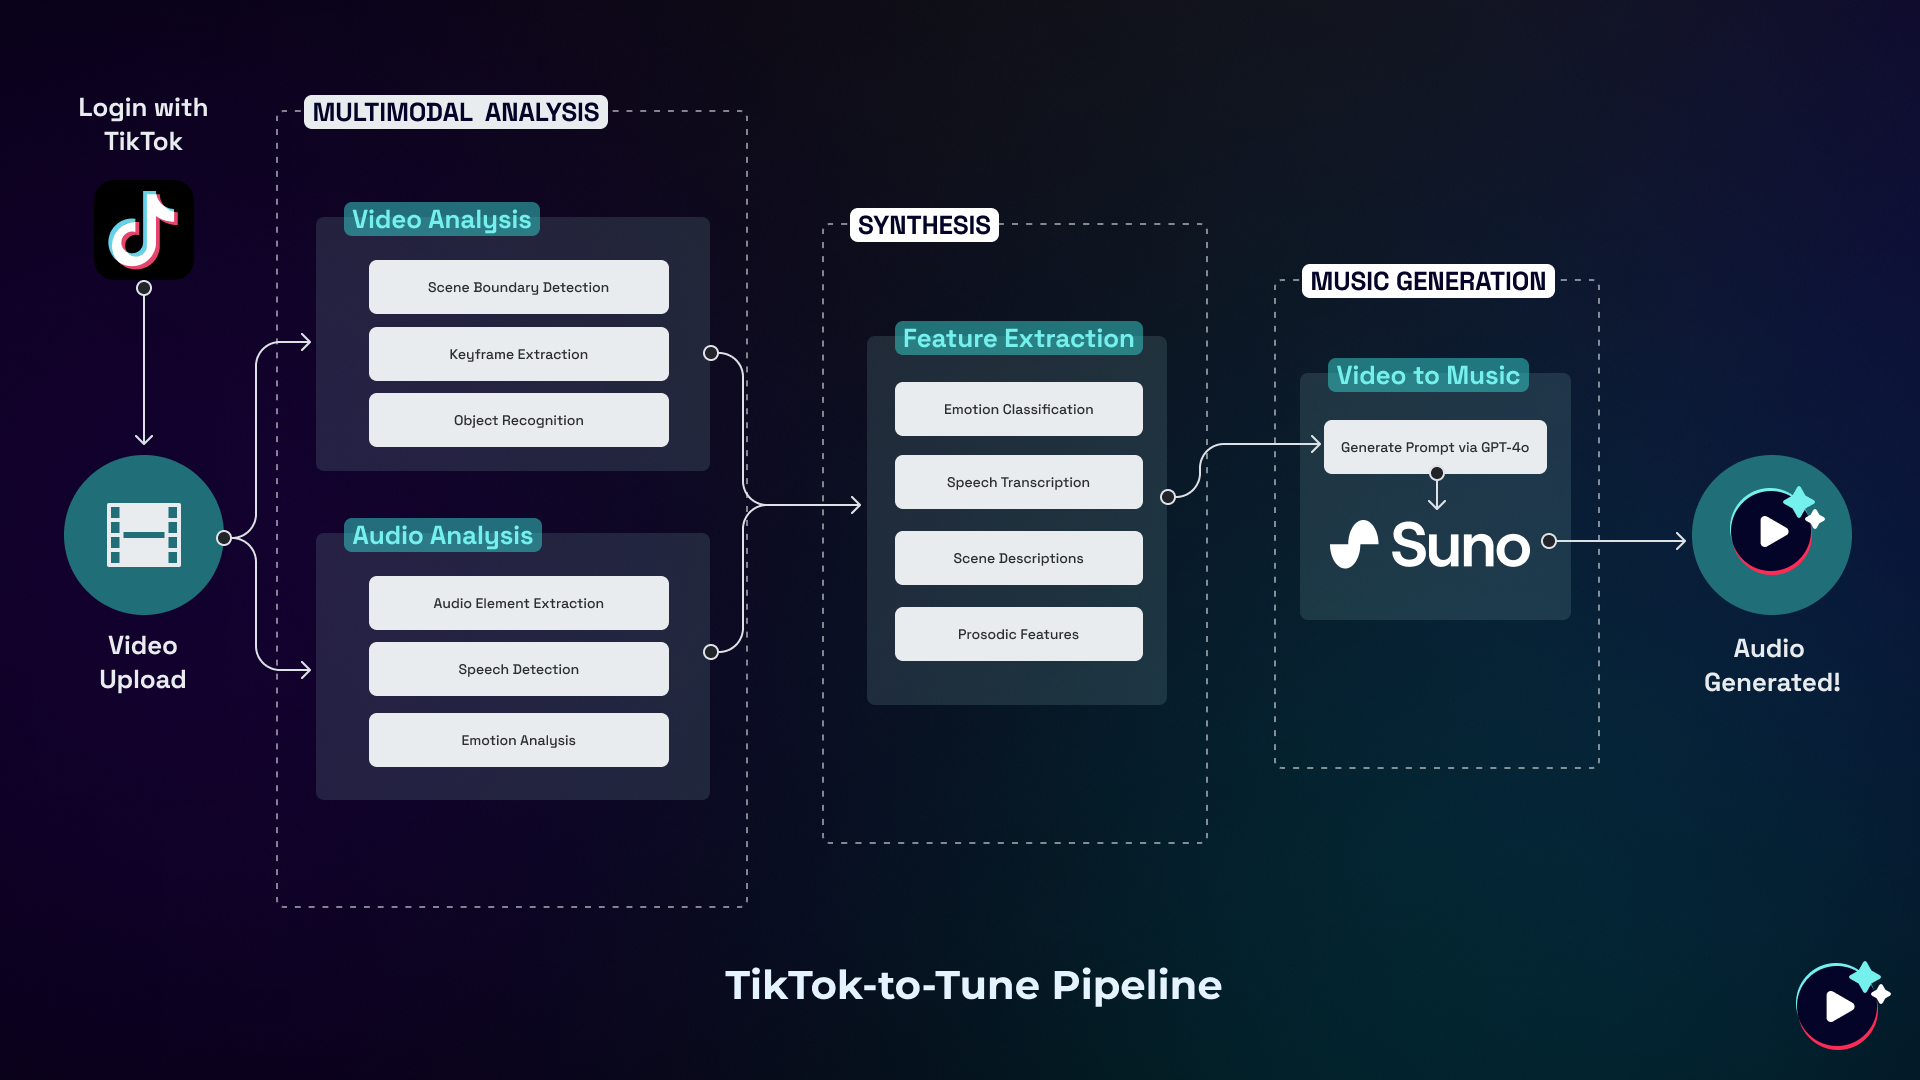 Login with
TikTok
Video
Upload
MULTIMODAL ANALYSIS
Video Analysis
Scene Boundary Detection
Keyframe Extraction
Object Recognition
Audio Analysis
Audio Element Extraction
Speech Detection
Emotion Analysis
SYNTHESIS
Feature Extraction
Emotion Classification
Speech Transcription
Scene Descriptions
Prosodic Features
MUSIC GENERATION
Video to Music
Generate Prompt via GPT-4o
Suno
Audio
Generated!
TikTok-to-Tune Pipeline